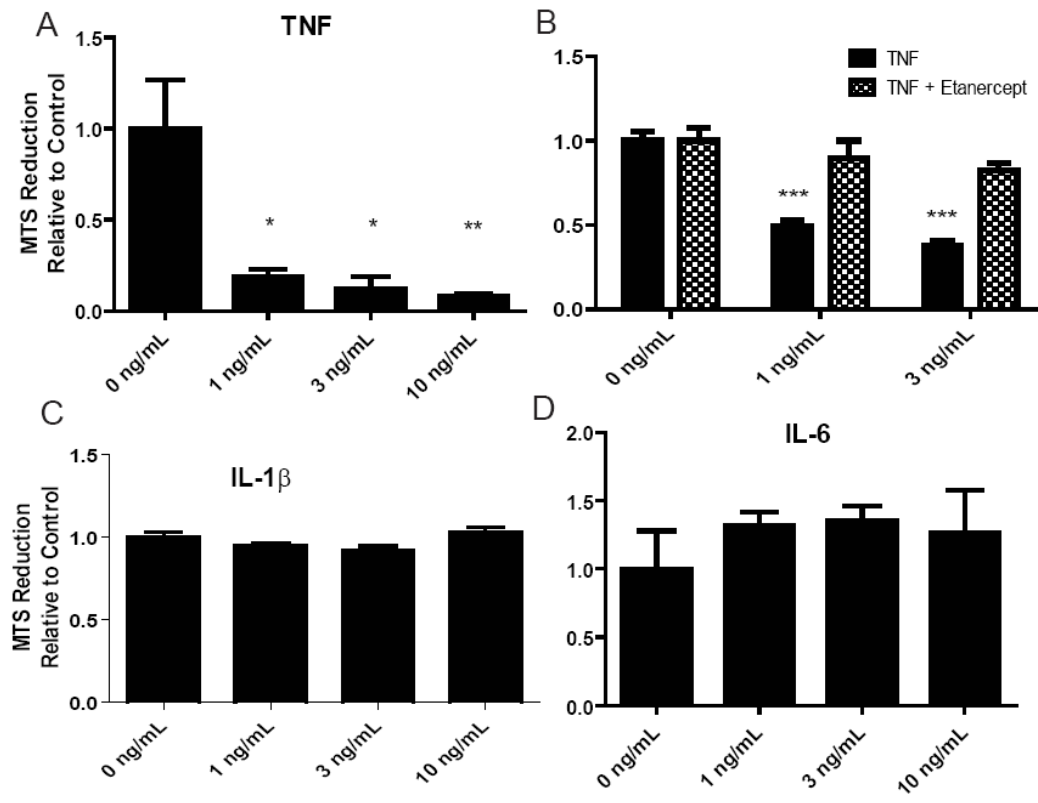 A
TNF
MTS Reduction
Relative to Control
1.5
1.0
0.5
0.0
*
*
**
0 ng/mL
1 ng/mL
3 ng/mL
10 ng/mL
B
TNF
TNF + Etanercept
1.5
1.0
0.5
0.0
***
***
0 ng/mL
1 ng/mL
3 ng/mL
C
IL-1β
MTS Reduction
Relative to Control
1.5
1.0
0.5
0.0
0 ng/mL
1 ng/mL
3 ng/mL
10 ng/mL
D
IL-6
2.0
1.5
1.0
0.5
0.0
0 ng/mL
1 ng/mL
3 ng/mL
10 ng/mL